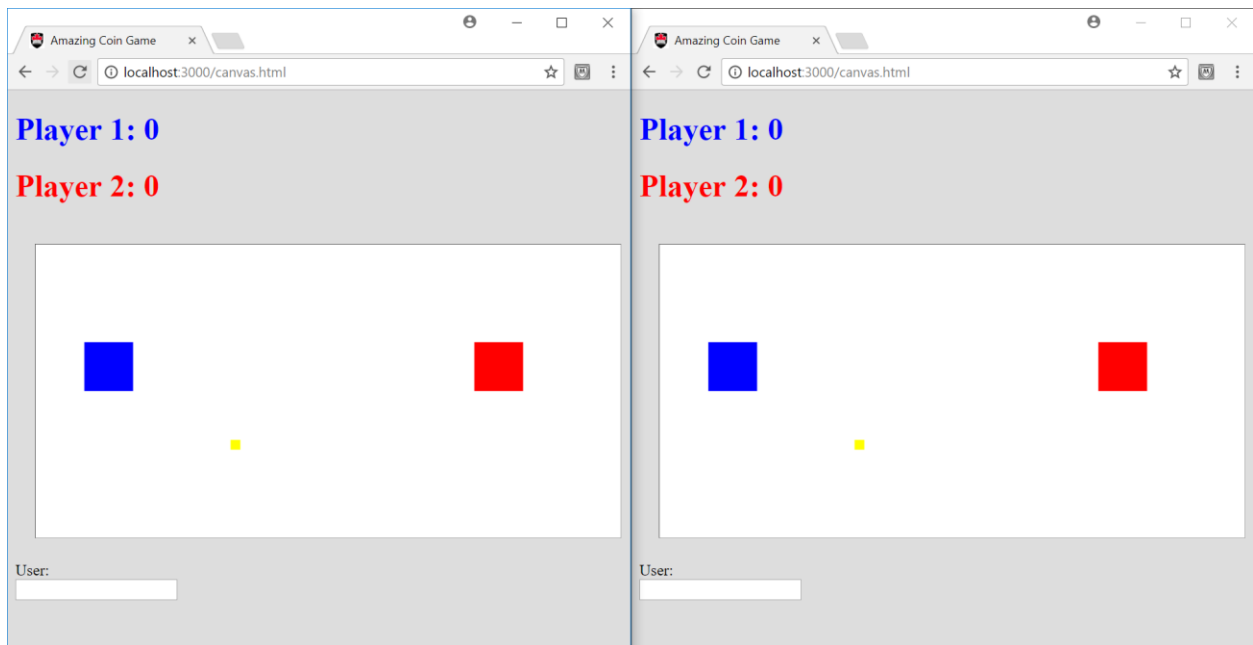 Amazing Coin Game
localhost:3000/canvas.html
Player 1: 0
Player 2: 0
User:
Amazing Coin Game
localhost:3000/canvas.html
Player 1: 0
Player 2: 0
User: